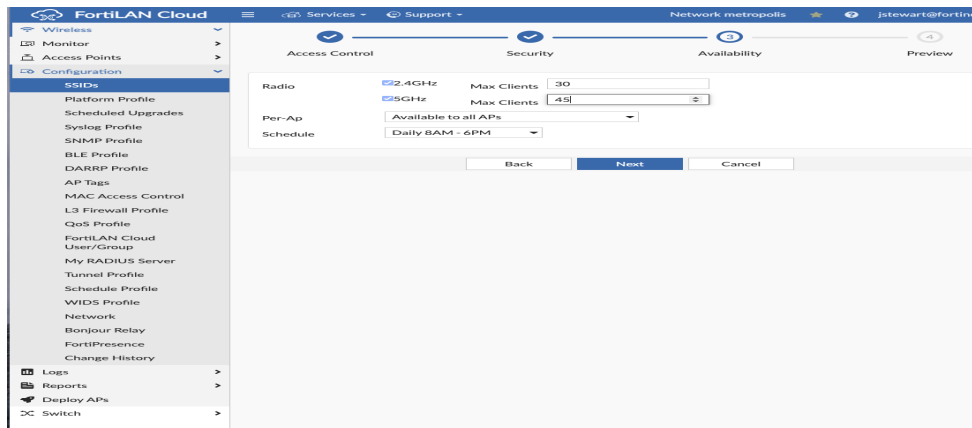 FortiLAN Cloud
Services
Support
Network metropolis
jstewart@fortin
Wireless
Monitor
Access Points
Configuration
SSIDs
Platform Profile
Scheduled Upgrades
Syslog Profile
SNMP Profile
BLE Profile
DARRP Profile
AP Tags
MAC Access Control
L3 Firewall Profile
QoS Profile
FortiLAN Cloud
User/Group
My RADIUS Server
Tunnel Profile
Schedule Profile
WIDS Profile
Network
Bonjour Relay
FortiPresence
Change History
Logs
Reports
Deploy APs
Switch
3 4
Access Control Security Availability Preview
Radio 2.4GHz Max Clients 30
5GHz Max Clients 45
Per-Ap Available to all APs
Schedule Daily 8AM - 6PM
Back Next Cancel